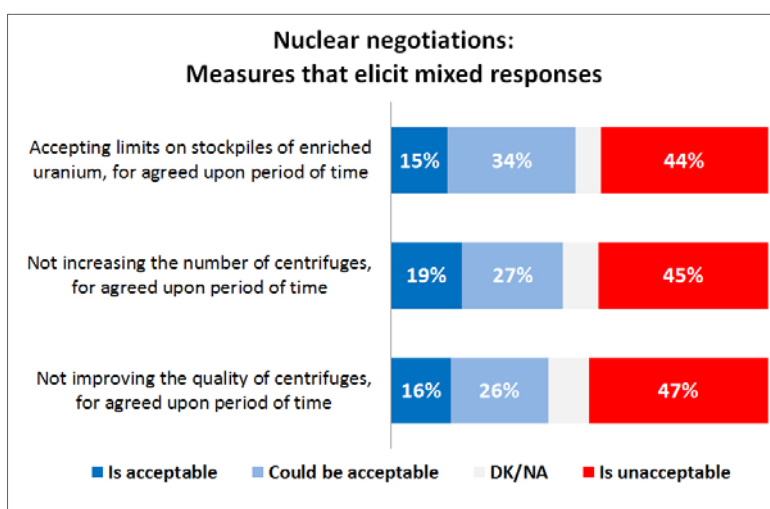 Nuclear negotiations:
Measures that elicit mixed responses
Accepting limits on stockpiles of enriched
uranium, for agreed upon period of time
15% 34% 44%
Not increasing the number of centrifuges,
for agreed upon period of time
19% 27% 45%
Not improving the quality of centrifuges,
for agreed upon period of time
16% 26% 47%
Is acceptable Could be acceptable DK/NA Is unacceptable